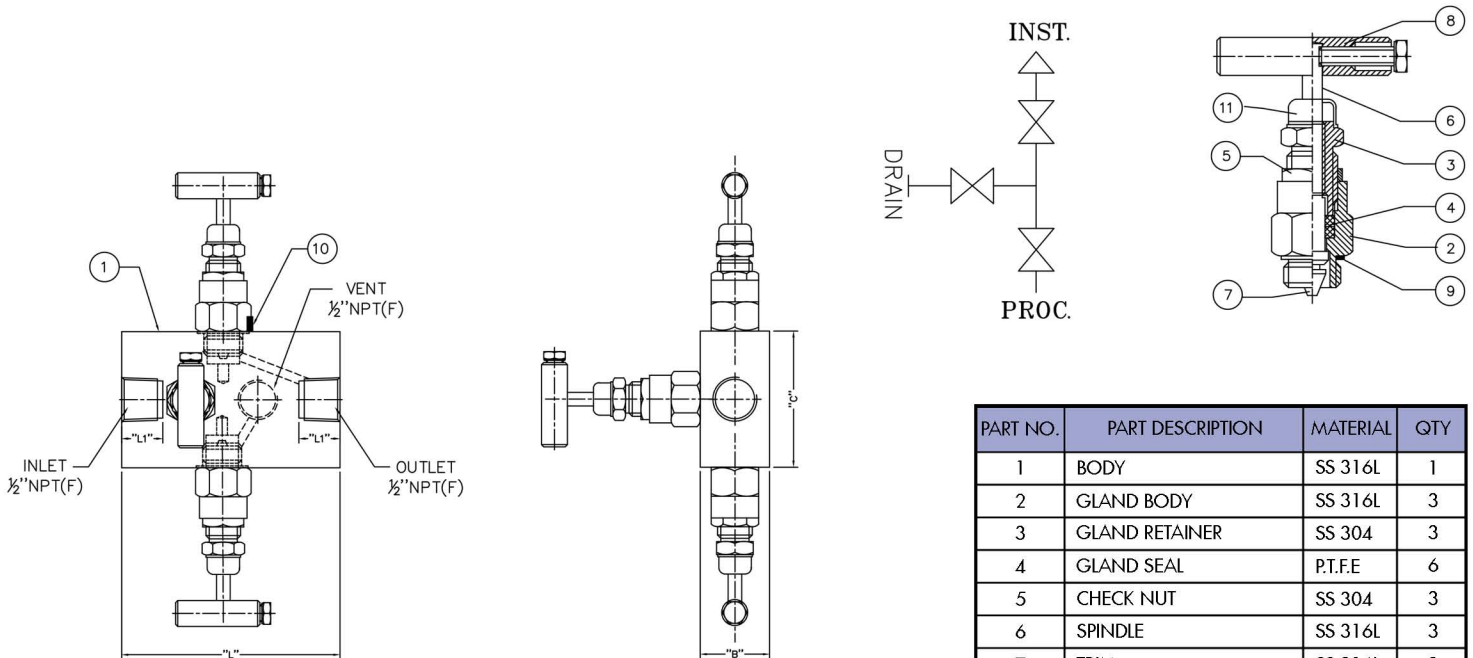 INST.
DRAIN
PROC.
8
11
6
5
3
4
2
7
9
1
10
VENT
½"NPT(F)
"L1"
"L1"
INLET
½"NPT(F)
OUTLET
½"NPT(F)
"L"
"C"
"B"
PART NO. PART DESCRIPTION MATERIAL QTY
1 BODY SS 316L 1
2 GLAND BODY SS 316L 3
3 GLAND RETAINER SS 304 3
4 GLAND SEAL P.T.F.E 6
5 CHECK NUT SS 304 3
6 SPINDLE SS 316L 3